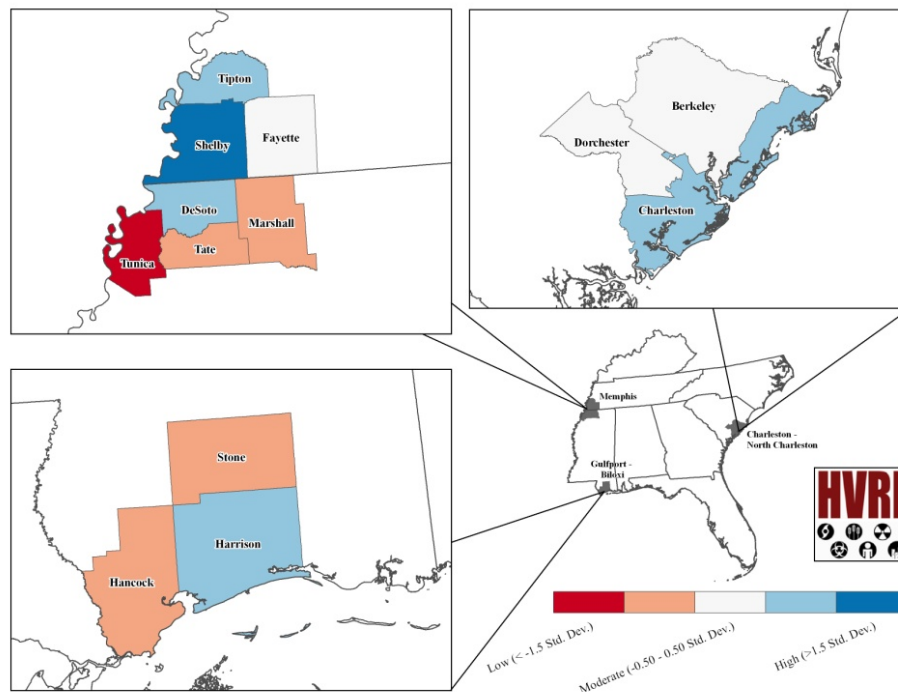 Tipton
Shelby
Fayette
DeSoto
Marshall
Tate
Tunica
Berkeley
Dorchester
Charleston
Memphis
Charleston -
North Charleston
Gulfport -
Biloxi
Stone
Harrison
Hancock
Low (< -1.5 Std. Dev.)
Moderate (-0.50 - 0.50 Std. Dev.)
High (>1.5 Std. Dev.)